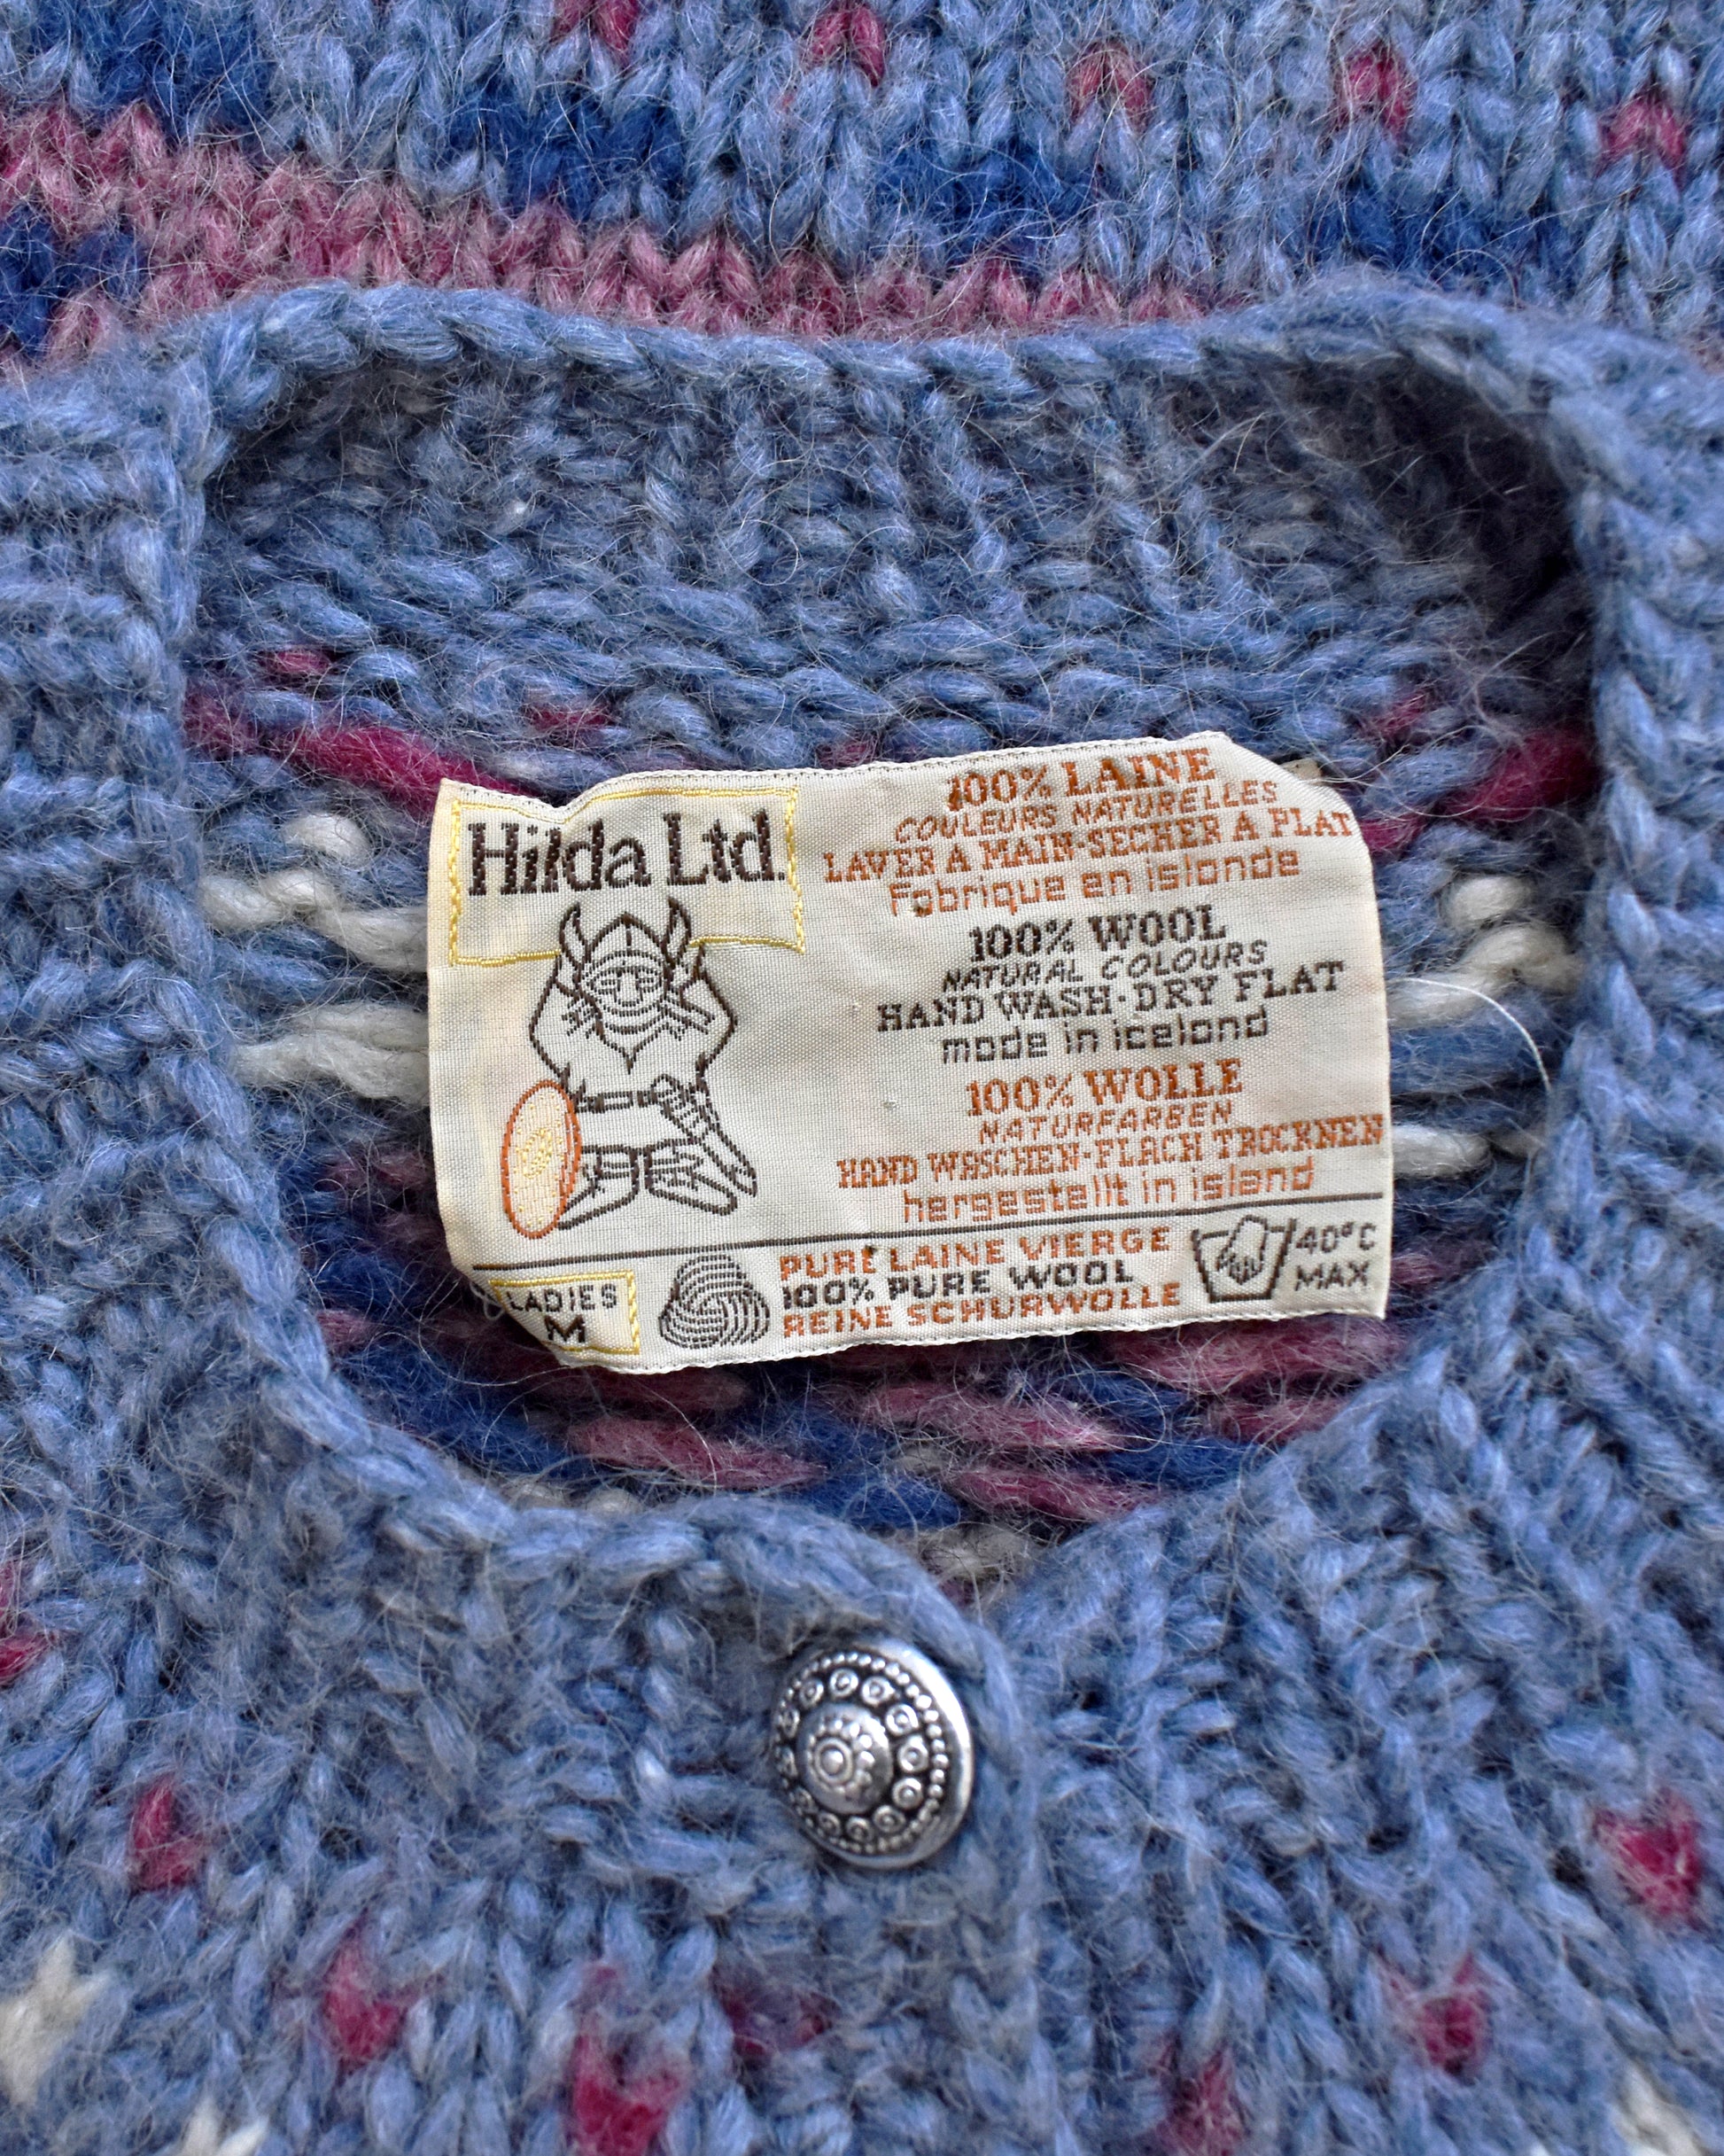 Hilda Ltd.
100% LAINE
COULEURS NATURELLES
LAVER A MAIN-SECHER A PLAT
Fabrique en islande
100% WOOL
NATURAL COLOURS
HAND WASH-DRY FLAT
made in iceland
100% WOLLE
NATURFARBEN
HAND WASCHEN-FLACH TROCKNEN
hergestellt in island
LADIES
M
PURE LAINE VIERGE
100% PURE WOOL
REINE SCHURWOLLE
40°C
MAX